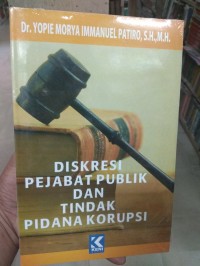 Dr. YOPIE MORYA IMMANUEL PATIRO, S.H., M.H.
DISKRESI
PEJABAT PUBLIK
DAN
TINDAK
PIDANA KORUPSI